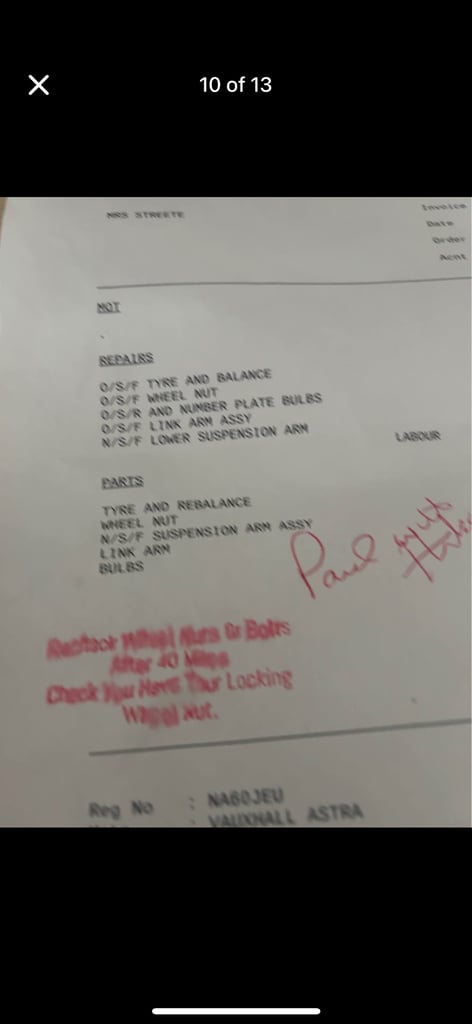 10 of 13
MRS STREETE
Invoice
Date
Order
Acnt
MOT
REPAIRS
O/S/F TYRE AND BALANCE
O/S/F WHEEL NUT
O/S/R AND NUMBER PLATE BULBS
O/S/F LINK ARM ASSY
N/S/F LOWER SUSPENSION ARM
LABOUR
PARTS
TYRE AND REBALANCE
WHEEL NUT
N/S/F SUSPENSION ARM ASSY
LINK ARM
BULBS
Wheel Nuts Or Bolts
After 40 Miles
Check You Have Your Locking
Wheel Nut.
Reg No : NA60JEU
: VAUXHALL ASTRA